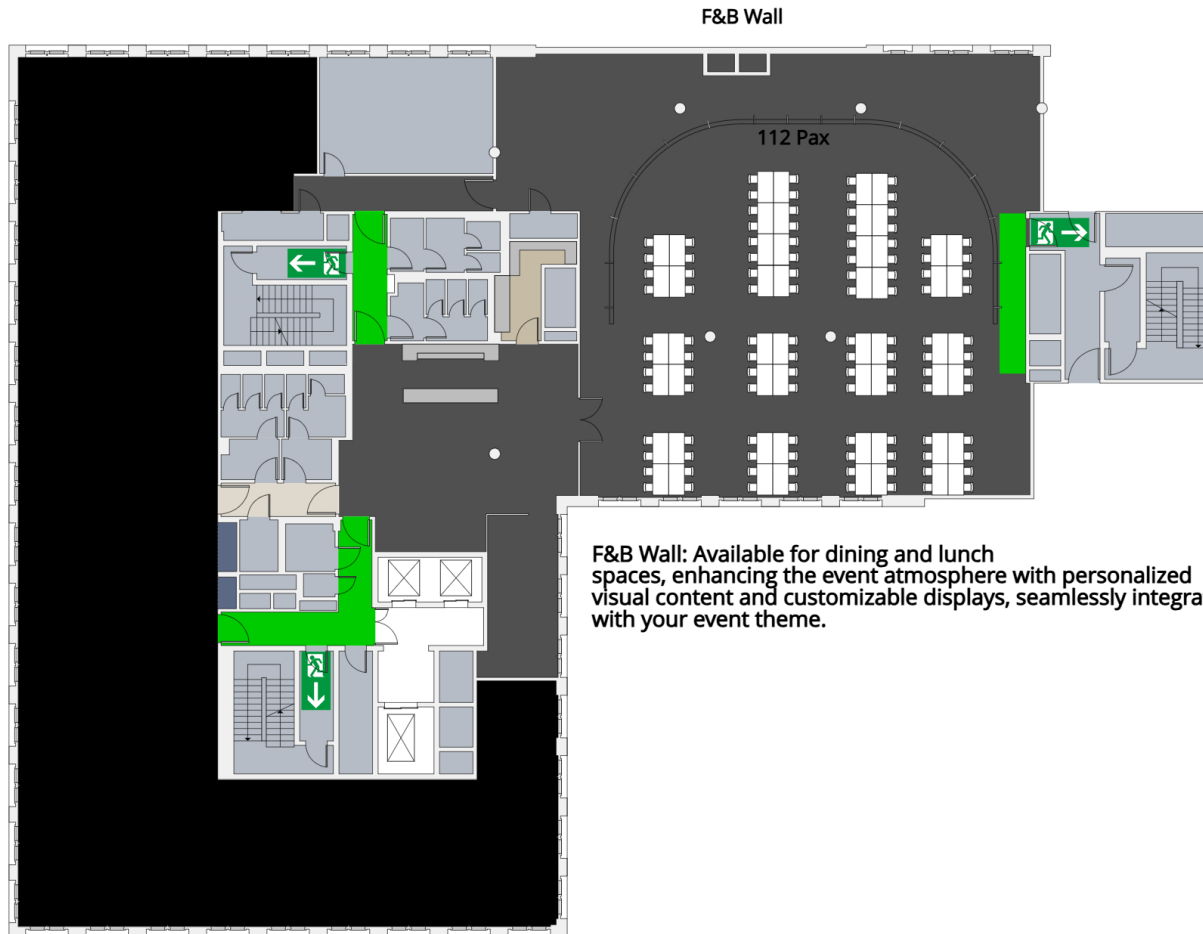 F&B Wall
112 Pax
F&B Wall: Available for dining and lunch
spaces, enhancing the event atmosphere with personalized
visual content and customizable displays, seamlessly
with your event theme.